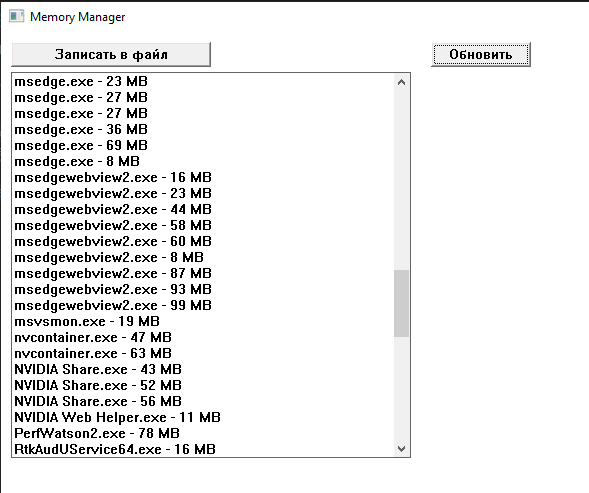 Memory Manager
Записать в файл
Обновить
msedge.exe - 23 MB
msedge.exe - 27 MB
msedge.exe - 27 MB
msedge.exe - 36 MB
msedge.exe - 69 MB
msedge.exe - 8 MB
msedgewebview2.exe - 16 MB
msedgewebview2.exe - 23 MB
msedgewebview2.exe - 44 MB
msedgewebview2.exe - 58 MB
msedgewebview2.exe - 60 MB
msedgewebview2.exe - 8 MB
msedgewebview2.exe - 87 MB
msedgewebview2.exe - 93 MB
msedgewebview2.exe - 99 MB
msvsmon.exe - 19 MB
nvcontainer.exe - 47 MB
nvcontainer.exe - 63 MB
NVIDIA Share.exe - 43 MB
NVIDIA Share.exe - 52 MB
NVIDIA Share.exe - 56 MB
NVIDIA Web Helper.exe - 11 MB
PerfWatson2.exe - 78 MB
RtkAudUService64.exe - 16 MB